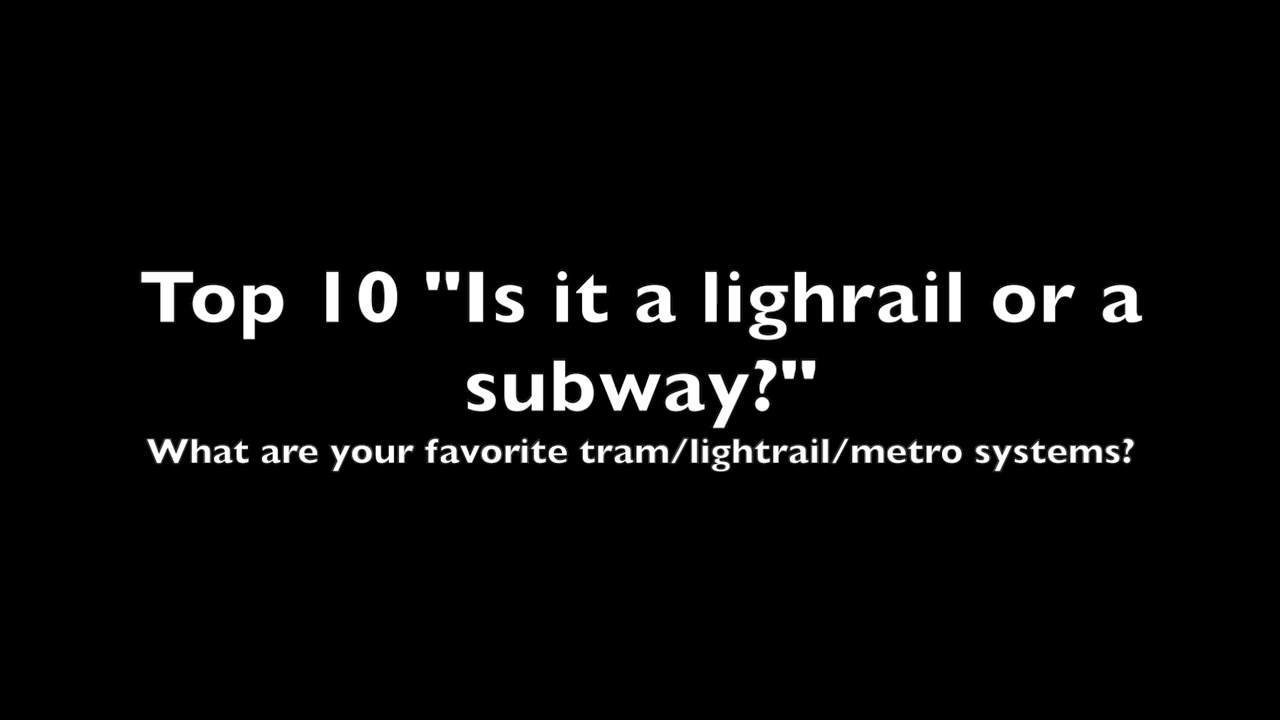 Top 10 "Is it a lighrail or a
subway?"
What are your favorite tram/lightrail/metro systems?